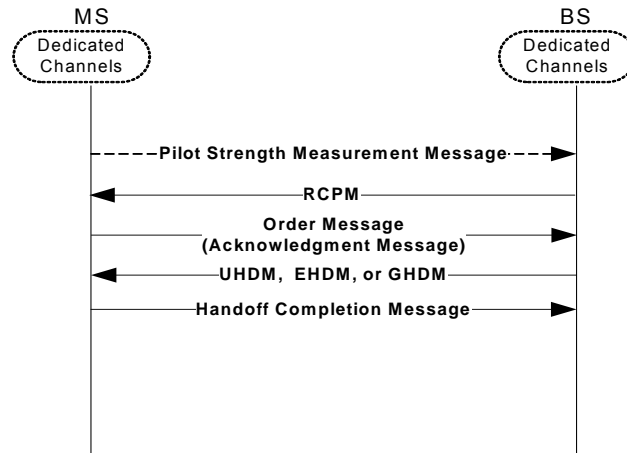 MS
BS
Dedicated
Channels
Dedicated
Channels
Pilot Strength Measurement Message
RCPM
Order Message
(Acknowledgment Message)
UHDM, EHDM, or GHDM
Handoff Completion Message